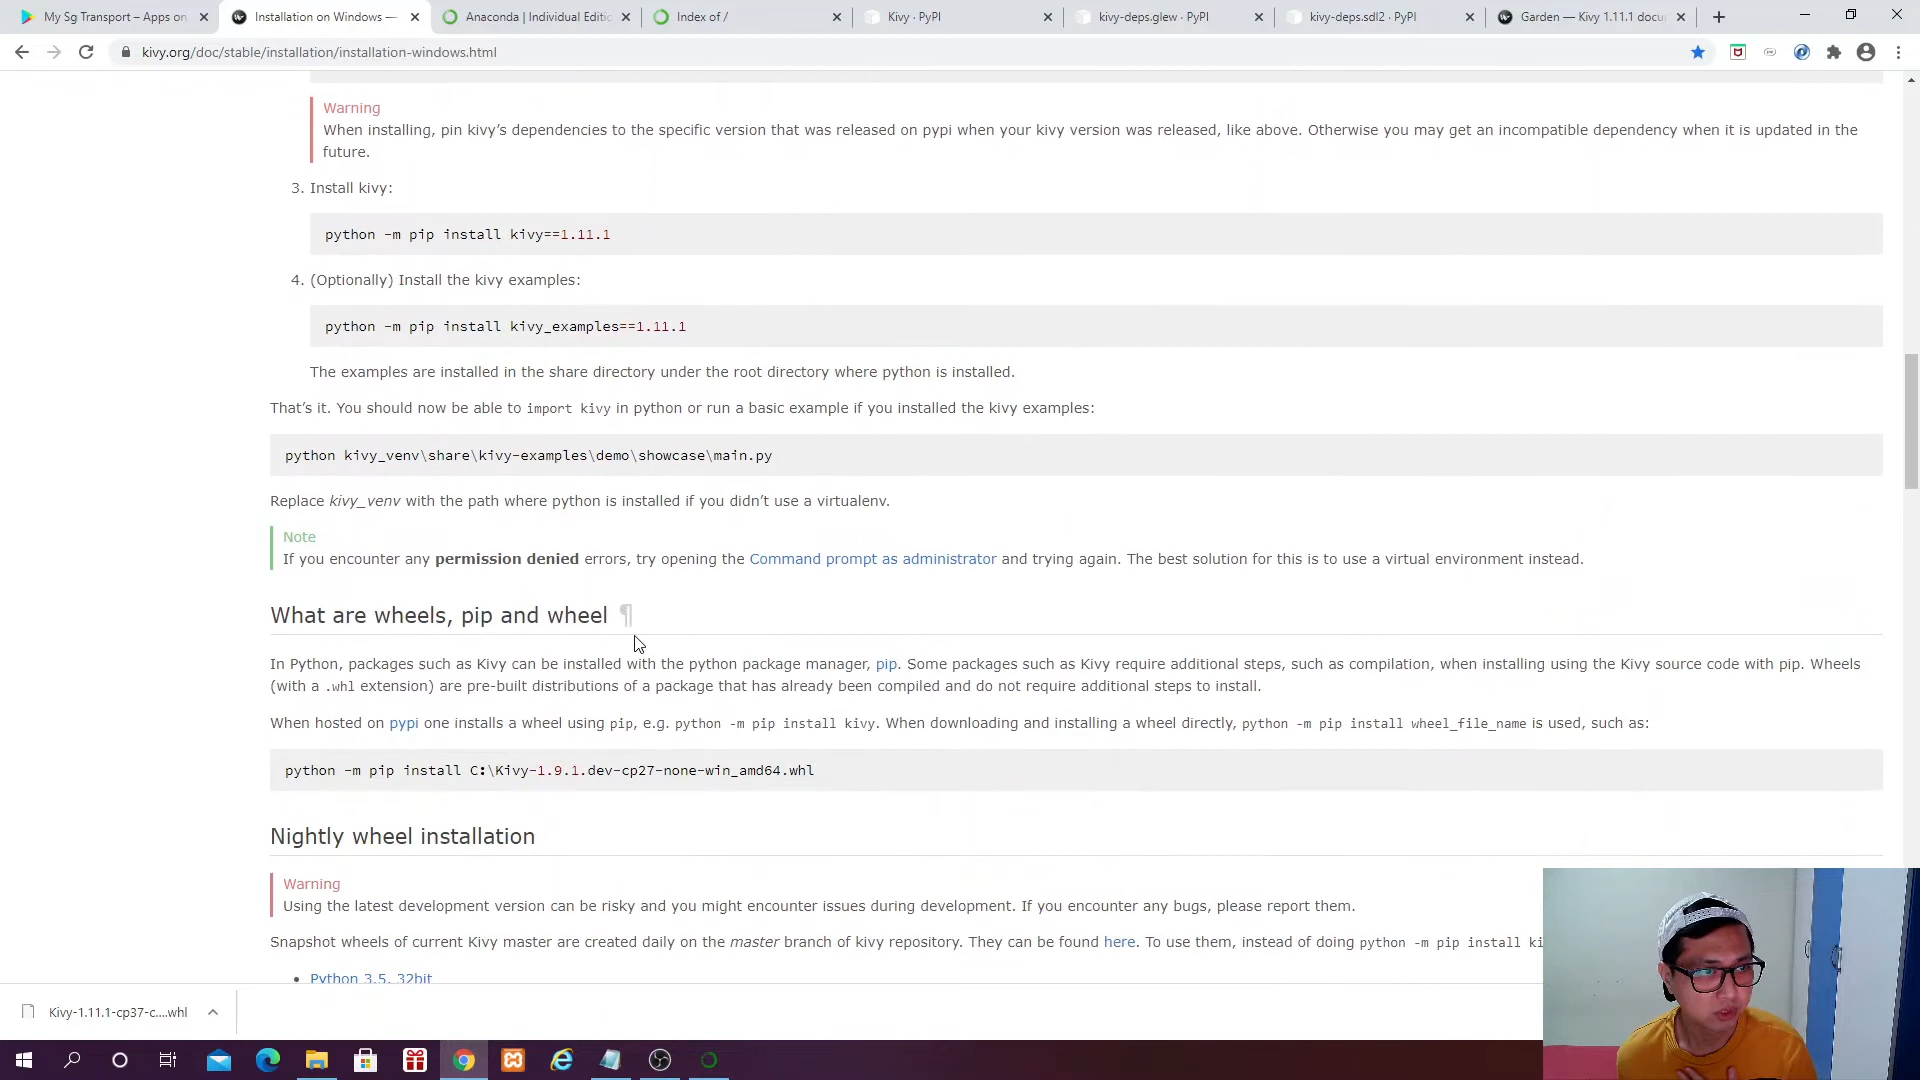 My Sg Transport – Apps on
Installation on Windows —
Anaconda | Individual Editio
Index of /
Kivy · PyPI
kivy-deps.glew · PyPI
kivy-deps.sdl2 · PyPI
Garden — Kivy 1.11.1 docu
kivy.org/doc/stable/installation/installation-windows.html
Warning
When installing, pin kivy’s dependencies to the specific version that was released on pypi when your kivy version was released, like above. Otherwise you may get an incompatible dependency when it is updated in the
future.
3. Install kivy:
python -m pip install kivy==1.11.1
4. (Optionally) Install the kivy examples:
python -m pip install kivy_examples==1.11.1
The examples are installed in the share directory under the root directory where python is installed.
That’s it. You should now be able to import kivy in python or run a basic example if you installed the kivy examples:
python kivy_venv\share\kivy-examples\demo\showcase\main.py
Replace kivy_venv with the path where python is installed if you didn’t use a virtualenv.
Note
If you encounter any permission denied errors, try opening the Command prompt as administrator and trying again. The best solution for this is to use a virtual environment instead.
What are wheels, pip and wheel ¶
In Python, packages such as Kivy can be installed with the python package manager, pip. Some packages such as Kivy require additional steps, such as compilation, when installing using the Kivy source code with pip. Wheels
(with a .whl extension) are pre-built distributions of a package that has already been compiled and do not require additional steps to install.
When hosted on pypi one installs a wheel using pip, e.g. python -m pip install kivy. When downloading and installing a wheel directly, python -m pip install wheel_file_name is used, such as:
python -m pip install C:\Kivy-1.9.1.dev-cp27-none-win_amd64.whl
Nightly wheel installation
Warning
Using the latest development version can be risky and you might encounter issues during development. If you encounter any bugs, please report them.
Snapshot wheels of current Kivy master are created daily on the master branch of kivy repository. They can be found here. To use them, instead of doing python -m pip install ki
• Python 3.5, 32bit
Kivy-1.11.1-cp37-c....whl